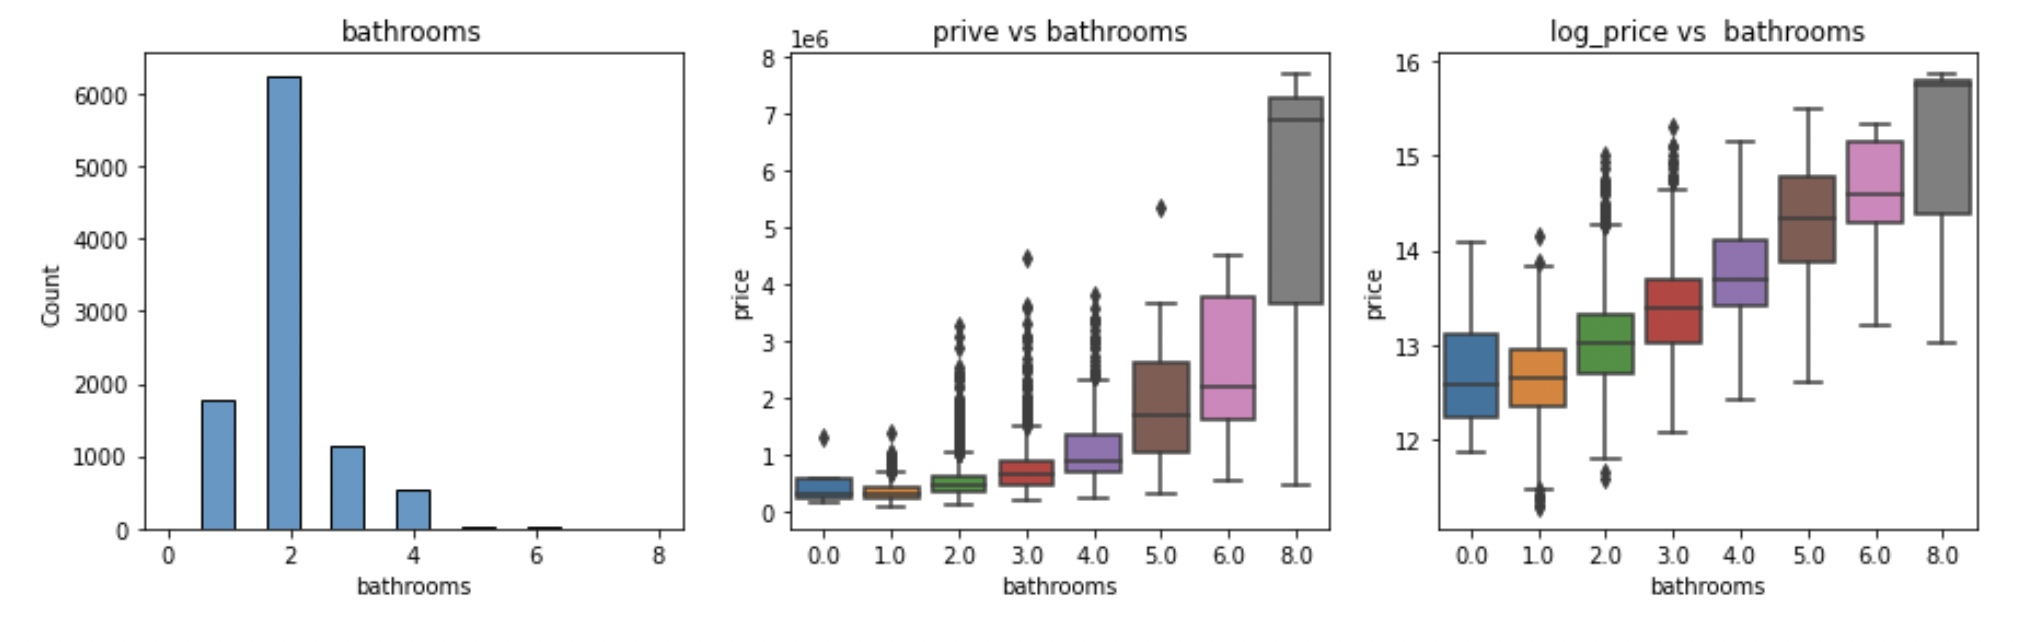 bathrooms
Count
6000
5000
4000
3000
2000
1000
0
0 2 4 6 8
bathrooms
prive vs bathrooms
1e6
price
8
7
6
5
4
3
2
1
0
0.0 1.0 2.0 3.0 4.0 5.0 6.0 8.0
bathrooms
log_price vs  bathrooms
price
16
15
14
13
12
0.0 1.0 2.0 3.0 4.0 5.0 6.0 8.0
bathrooms